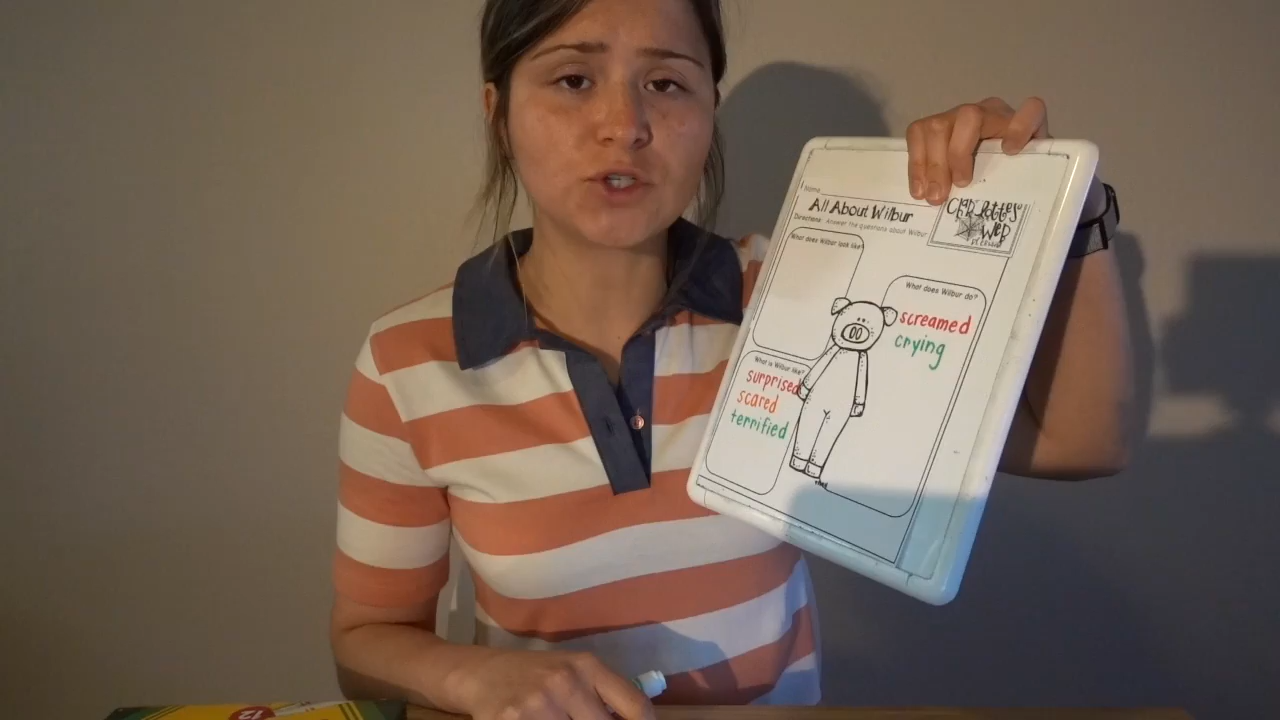 Name
All About Wilbur
Directions: Answer the questions about Wilbur
Charlotte's
Web
What does Wilbur look like?
What does Wilbur do?
screamed
crying
What is Wilbur like?
surprised
scared
terrified
12